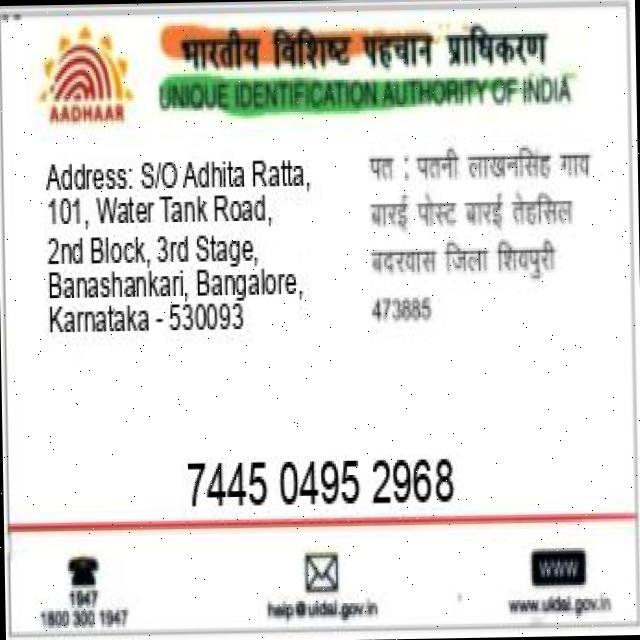 भारतीय विशिष्ट पहचान प्राधिकरण
UNIQUE IDENTIFICATION AUTHORITY OF INDIA
AADHAAR
Address: S/O Adhita Ratta,
101, Water Tank Road,
2nd Block, 3rd Stage,
Banashankari, Bangalore,
Karnataka - 530093
पत : पतनी लाखनसिंह गाव
बारई पोस्ट बारई तेहसिल
बदरवास जिला शिवपुरी
473885
7445 0495 2968
1947
1800 300 1947
help@uidai.gov.in
WWW
www.uidai.gov.in